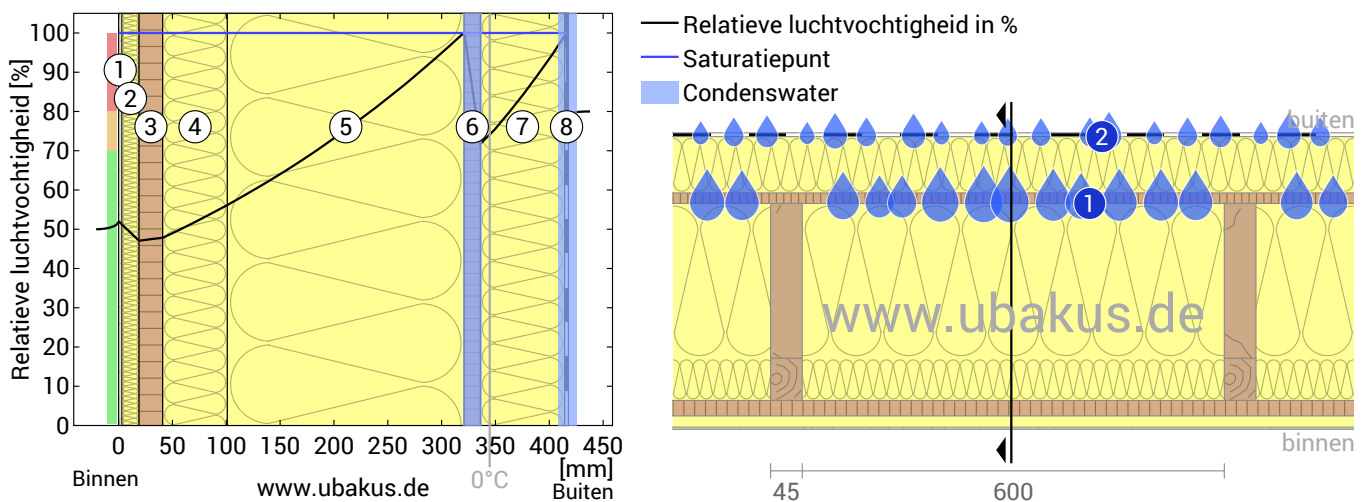 Relatieve luchtvochtigheid [%]
100
90
80
70
60
50
40
30
20
10
0
1
2
3
4
5
6
7
8
0 50 100 150 200 250 300 350 400 450
[mm]
Binnen
www.ubakus.de
0°C
Buiten
Relatieve luchtvochtigheid in %
Saturatiepunt
Condenswater
buiten
2
1
www.ubakus.de
binnen
45
600